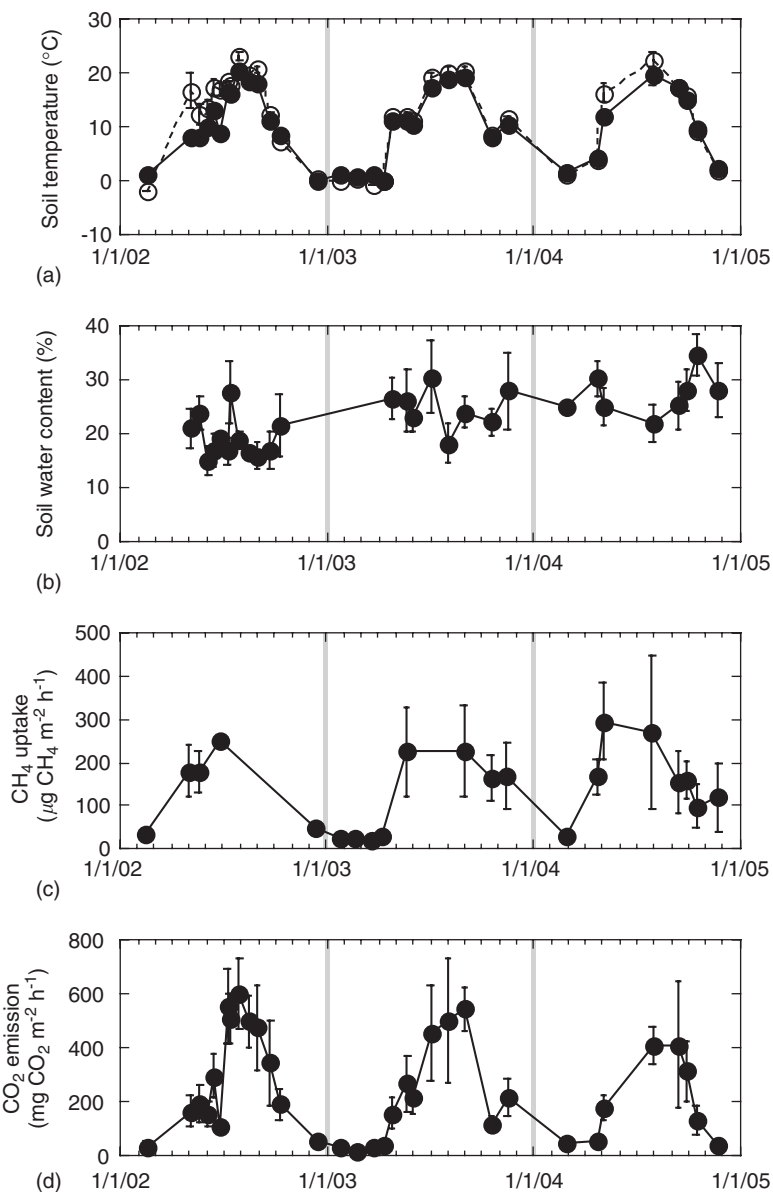 30
20
10
0
-10
Soil temperature (°C)
1/1/02 1/1/03 1/1/04 1/1/05
(a)
40
30
20
10
0
Soil water content (%)
1/1/02 1/1/03 1/1/04 1/1/05
(b)
500
400
300
200
100
0
CH₄ uptake
(μg CH₄ m⁻² h⁻¹)
1/1/02 1/1/03 1/1/04 1/1/05
(c)
800
600
400
200
0
CO₂ emission
(mg CO₂ m⁻² h⁻¹)
1/1/02 1/1/03 1/1/04 1/1/05
(d)